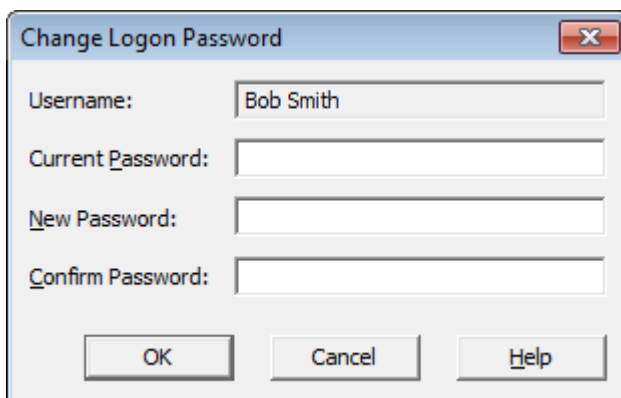 Change Logon Password
Username: Bob Smith
Current Password:
New Password:
Confirm Password:
OK Cancel Help